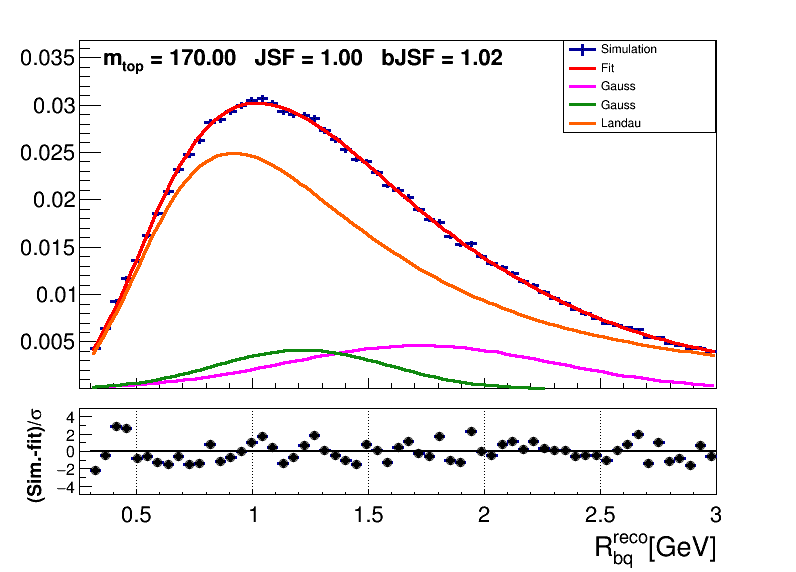 m_top = 170.00 JSF = 1.00 bJSF = 1.02
Simulation
Fit
Gauss
Gauss
Landau
0.035
0.03
0.025
0.02
0.015
0.01
0.005
(Sim.-fit)/σ
4
2
0
−2
−4
0.5 1 1.5 2 2.5 3
R_bq^reco[GeV]